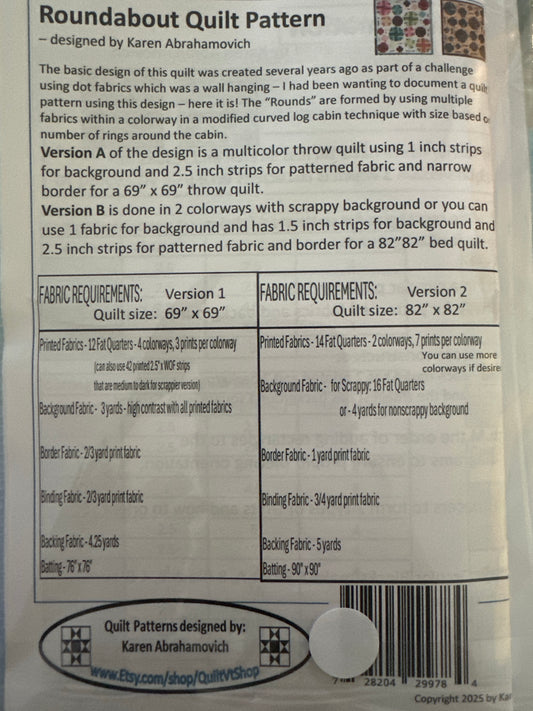 Roundabout Quilt Pattern
– designed by Karen Abrahamovich
The basic design of this quilt was created several years ago as part of a challenge
using dot fabrics which was a wall hanging – I had been wanting to document a quilt
pattern using this design – here it is! The “Rounds” are formed by using multiple
fabrics within a colorway in a modified curved log cabin technique with size based o
number of rings around the cabin.
Version A of the design is a multicolor throw quilt using 1 inch strips
for background and 2.5 inch strips for patterned fabric and narrow
border for a 69” x 69” throw quilt.
Version B is done in 2 colorways with scrappy background or you can
use 1 fabric for background and has 1.5 inch strips for background and
2.5 inch strips for patterned fabric and border for a 82”82” bed quilt.
FABRIC REQUIREMENTS: Version 1
Quilt size: 69” x 69”
Printed Fabrics - 12 Fat Quarters - 4 colorways, 3 prints per colorway
(can also use 42 printed 2.5" x WOF strips
that are medium to dark for scrappier version)
Background Fabric - 3 yards - high contrast with all printed fabrics
Border Fabric - 2/3 yard print fabric
Binding Fabric - 2/3 yard print fabric
Backing Fabric - 4.25 yards
Batting - 76” x 76”
FABRIC REQUIREMENTS: Version 2
Quilt size: 82” x 82”
Printed Fabrics - 14 Fat Quarters - 2 colorways, 7 prints per colorway
You can use more
colorways if desire
Background Fabric - for Scrappy: 16 Fat Quarters
or - 4 yards for nonscrappy background
Border Fabric - 1 yard print fabric
Binding Fabric - 3/4 yard print fabric
Backing Fabric - 5 yards
Batting - 90” x 90”
Quilt Patterns designed by:
Karen Abrahamovich
www.Etsy.com/shop/QuiltVtShop
28204 29978 4
Copyright 2025 by Kar